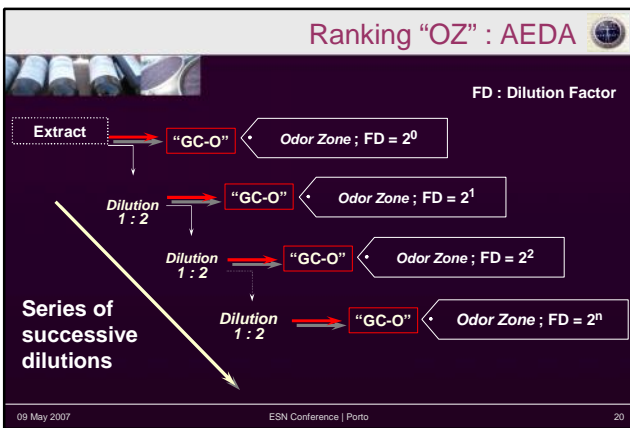 Ranking “OZ” : AEDA
FD : Dilution Factor
Extract
“GC-O”
• Odor Zone ; FD = 2⁰
Dilution
1 : 2
“GC-O”
• Odor Zone ; FD = 2¹
Dilution
1 : 2
“GC-O”
• Odor Zone ; FD = 2²
Dilution
1 : 2
“GC-O”
• Odor Zone ; FD = 2ⁿ
Series of
successive
dilutions
09 May 2007
ESN Conference | Porto
20